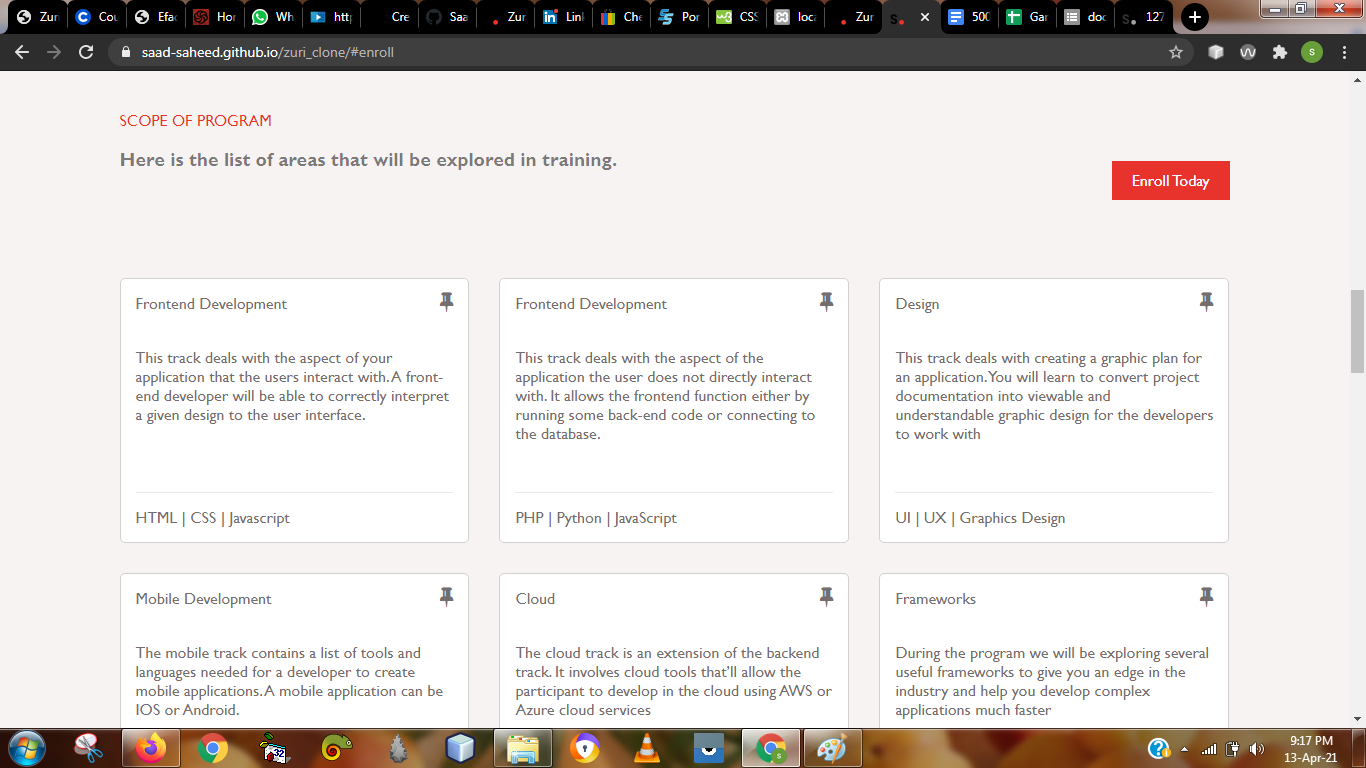 Zuri
Cou
Efac
Hor
Wh
http
Cre
Saa
Zur
Link
Che
Por
CSS
loca
Zur
s.
500
Gar
doc
s.
127
saad-saheed.github.io/zuri_clone/#enroll
s
SCOPE OF PROGRAM
Here is the list of areas that will be explored in training.
Enroll Today
Frontend Development
This track deals with the aspect of your
application that the users interact with. A front-
end developer will be able to correctly interpret
a given design to the user interface.
HTML | CSS | Javascript
Frontend Development
This track deals with the aspect of the
application the user does not directly interact
with. It allows the frontend function either by
running some back-end code or connecting to
the database.
PHP | Python | JavaScript
Design
This track deals with creating a graphic plan for
an application. You will learn to convert project
documentation into viewable and
understandable graphic design for the developers
to work with
UI | UX | Graphics Design
Mobile Development
The mobile track contains a list of tools and
languages needed for a developer to create
mobile applications. A mobile application can be
IOS or Android.
Cloud
The cloud track is an extension of the backend
track. It involves cloud tools that’ll allow the
participant to develop in the cloud using AWS or
Azure cloud services
Frameworks
During the program we will be exploring several
useful frameworks to give you an edge in the
industry and help you develop complex
applications much faster
9:17 PM
13-Apr-21